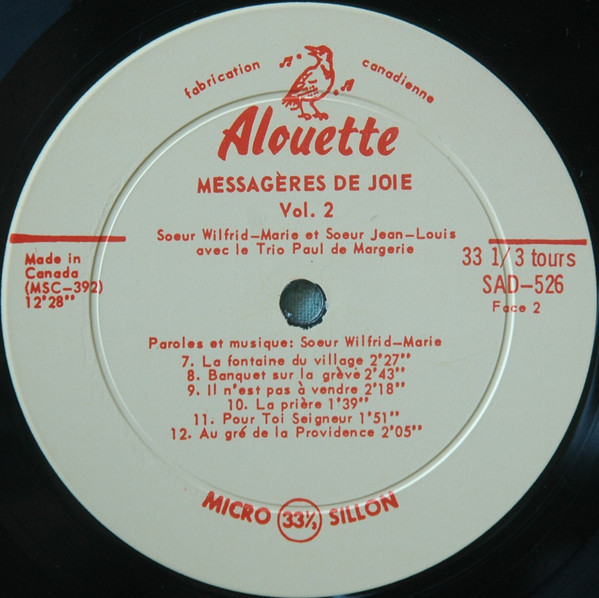 fabrication canadienne
Alouette
MESSAGÈRES DE JOIE
Vol. 2
Soeur Wilfrid-Marie et Soeur Jean-Louis
avec le Trio Paul de Margerie
Made in
Canada
(MSC-392)
12'28''
33 1/3 tours
SAD-526
Face 2
Paroles et musique: Soeur Wilfrid-Marie
7. La fontaine du village 2'27''
8. Banquet sur la grève 2'43''
9. Il n'est pas à vendre 2'18''
10. La prière 1'39''
11. Pour Toi Seigneur 1'51''
12. Au gré de la Providence 2'05''
MICRO 33⅓ SILLON